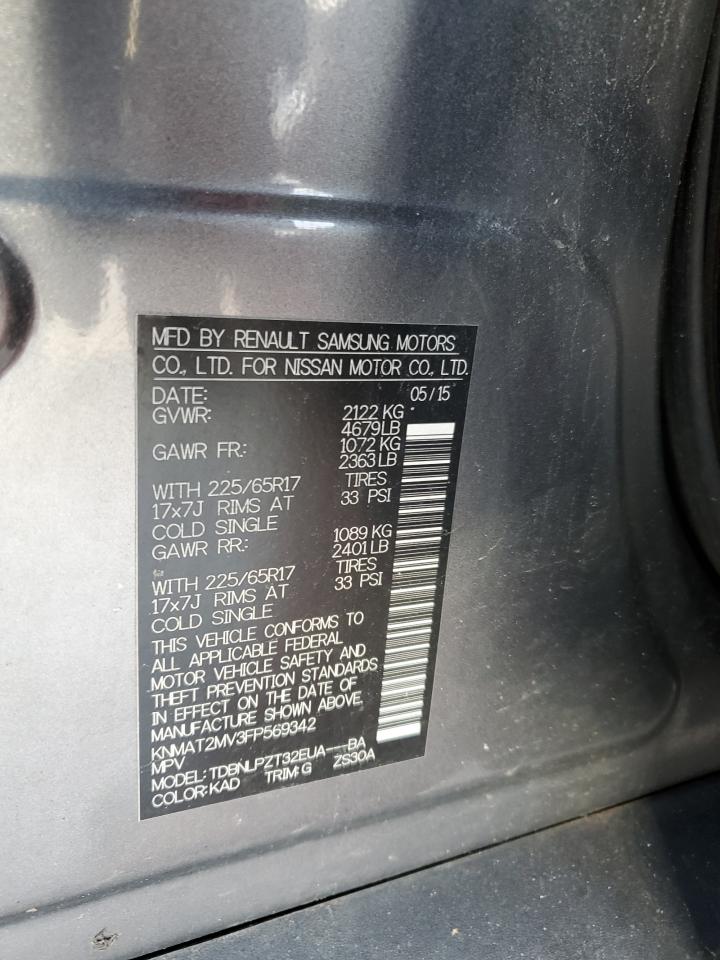 MFD BY RENAULT SAMSUNG MOTORS
CO., LTD. FOR NISSAN MOTOR CO., LTD.
DATE: 05/15
GVWR: 2122 KG
4679LB
GAWR FR: 1072 KG
2363LB
WITH 225/65R17 TIRES
17x7J RIMS AT 33 PSI
COLD SINGLE
GAWR RR: 1089 KG
2401LB
WITH 225/65R17 TIRES
17x7J RIMS AT 33 PSI
COLD SINGLE
THIS VEHICLE CONFORMS TO
ALL APPLICABLE FEDERAL
MOTOR VEHICLE SAFETY AND
THEFT PREVENTION STANDARDS
IN EFFECT ON THE DATE OF
MANUFACTURE SHOWN ABOVE.
KNMAT2MV3FP569342
MPV
MODEL: TDBNLPZT32EUA---BA
COLOR:KAD TRIM:G ZS30A